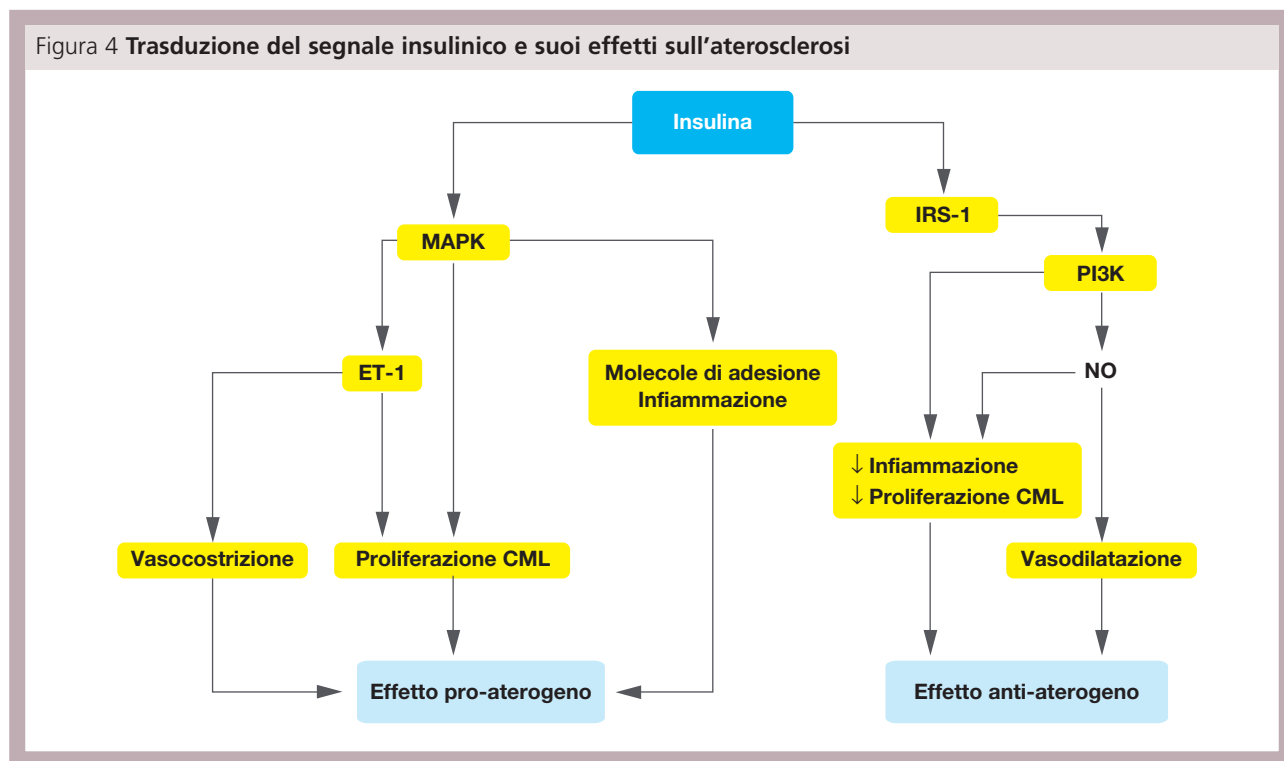 Figura 4 Trasduzione del segnale insulinico e suoi effetti sull'aterosclerosi
Insulina
IRS-1
MAPK
PI3K
ET-1
Molecole di adesione
Infiammazione
NO
↓ Infiammazione
↓ Proliferazione CML
Vasocostrizione
Proliferazione CML
Vasodilatazione
Effetto pro-aterogeno
Effetto anti-aterogeno